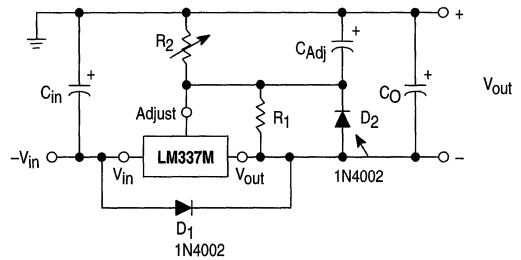 +
R2
CAdj
+
Cin
+
CO
+
Vout
Adjust
R1
D2
–Vin
Vin
LM337M
Vout
–
1N4002
D1
1N4002